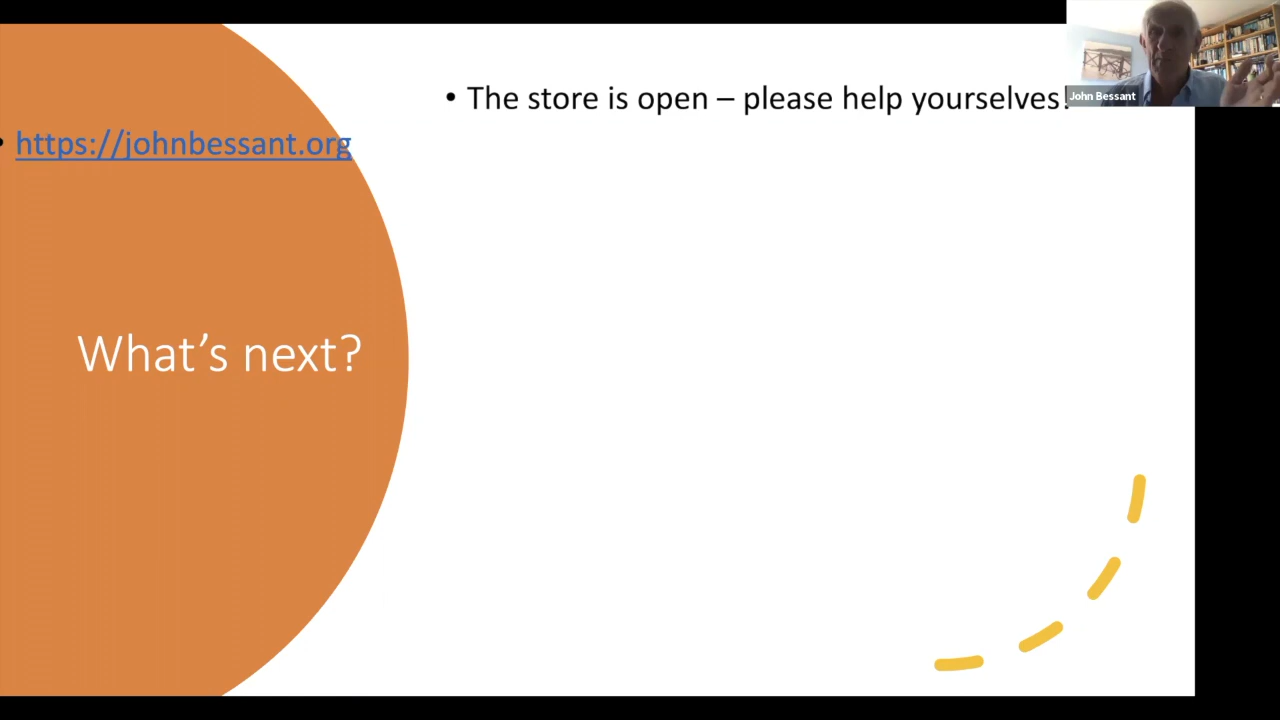 • The store is open – please help yourselves!
John Bessant
• https://johnbessant.org
What's next?